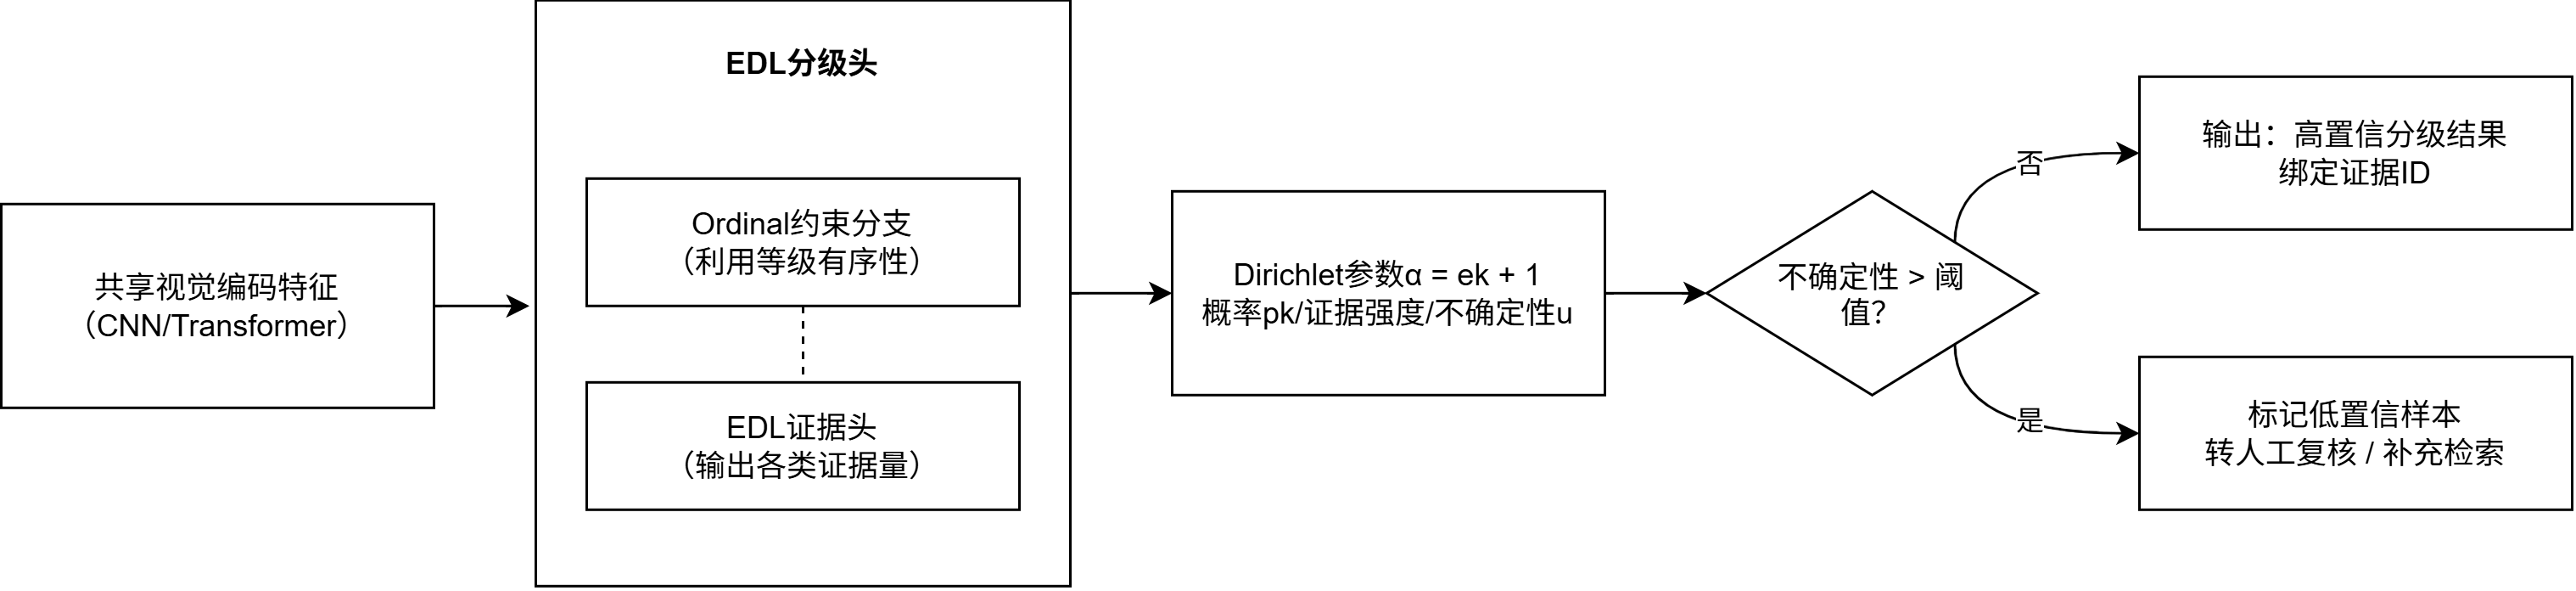 共享视觉编码特征
（CNN/Transformer）
EDL分级头
Ordinal约束分支
（利用等级有序性）
EDL证据头
（输出各类证据量）
Dirichlet参数α = ek + 1
概率pk/证据强度/不确定性u
不确定性 > 阈
值？
否
输出：高置信分级结果
绑定证据ID
是
标记低置信样本
转人工复核 / 补充检索